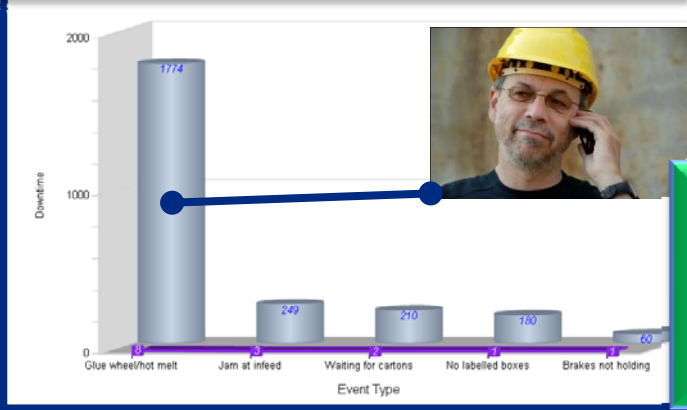 2000
1774
1000
Downtime
249
210
180
60
0
8
3
2
1
1
Glue wheel/hot melt
Jam at infeed
Waiting for cartons
No labelled boxes
Brakes not holding
Event Type